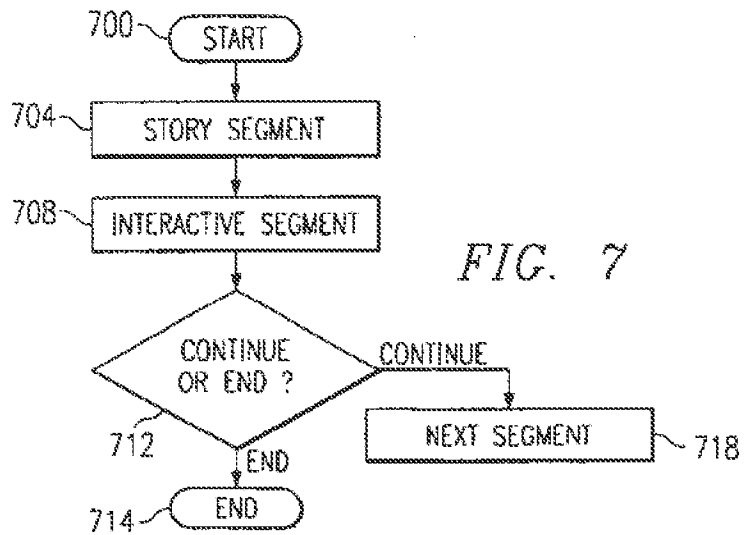 700
START
704
STORY SEGMENT
708
INTERACTIVE SEGMENT
FIG. 7
CONTINUE
OR END ?
CONTINUE
712
NEXT SEGMENT
718
END
714
END